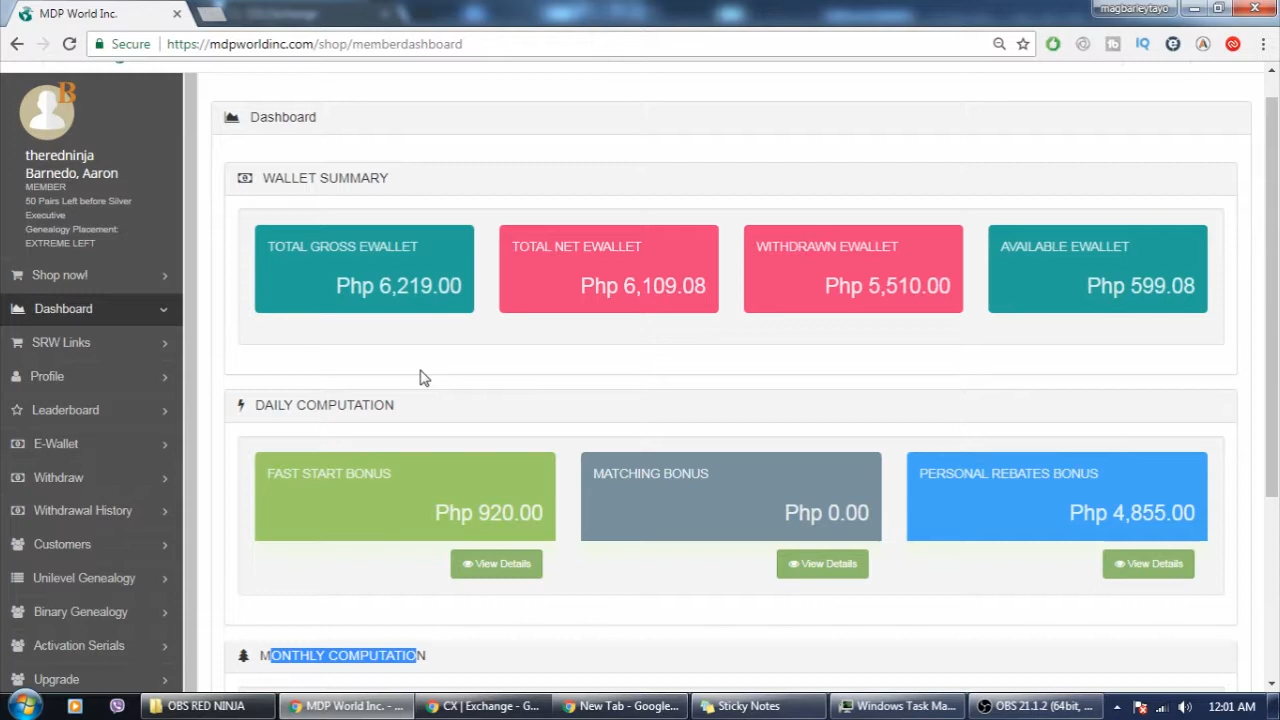 MDP World Inc.
magbarleytayo
Secure
https://mdpworldinc.com/shop/memberdashboard
B
theredninja
Barnedo, Aaron
MEMBER
50 Pairs Left before Silver
Executive
Genealogy Placement:
EXTREME LEFT
Shop now!
Dashboard
SRW Links
Profile
Leaderboard
E-Wallet
Withdraw
Withdrawal History
Customers
Unilevel Genealogy
Binary Genealogy
Activation Serials
Upgrade
Dashboard
WALLET SUMMARY
TOTAL GROSS EWALLET
Php 6,219.00
TOTAL NET EWALLET
Php 6,109.08
WITHDRAWN EWALLET
Php 5,510.00
AVAILABLE EWALLET
Php 599.08
DAILY COMPUTATION
FAST START BONUS
Php 920.00
View Details
MATCHING BONUS
Php 0.00
View Details
PERSONAL REBATES BONUS
Php 4,855.00
View Details
MONTHLY COMPUTATION
OBS RED NINJA
MDP World Inc. - ...
CX | Exchange - G...
New Tab - Google...
Sticky Notes
Windows Task Ma...
OBS 21.1.2 (64bit, ...
12:01 AM